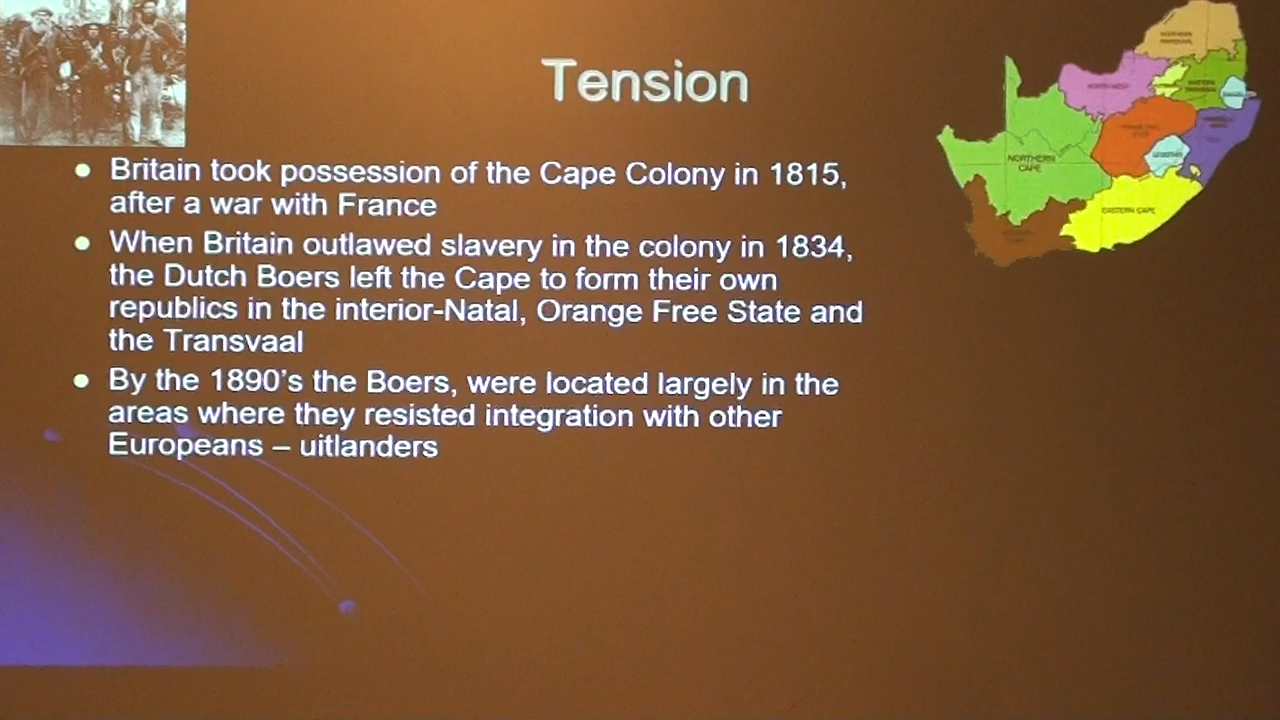 Tension
Britain took possession of the Cape Colony in 1815,
after a war with France
When Britain outlawed slavery in the colony in 1834,
the Dutch Boers left the Cape to form their own
republics in the interior-Natal, Orange Free State and
the Transvaal
By the 1890's the Boers, were located largely in the
areas where they resisted integration with other
Europeans – uitlanders
NORTHERN
CAPE
EASTERN CAPE